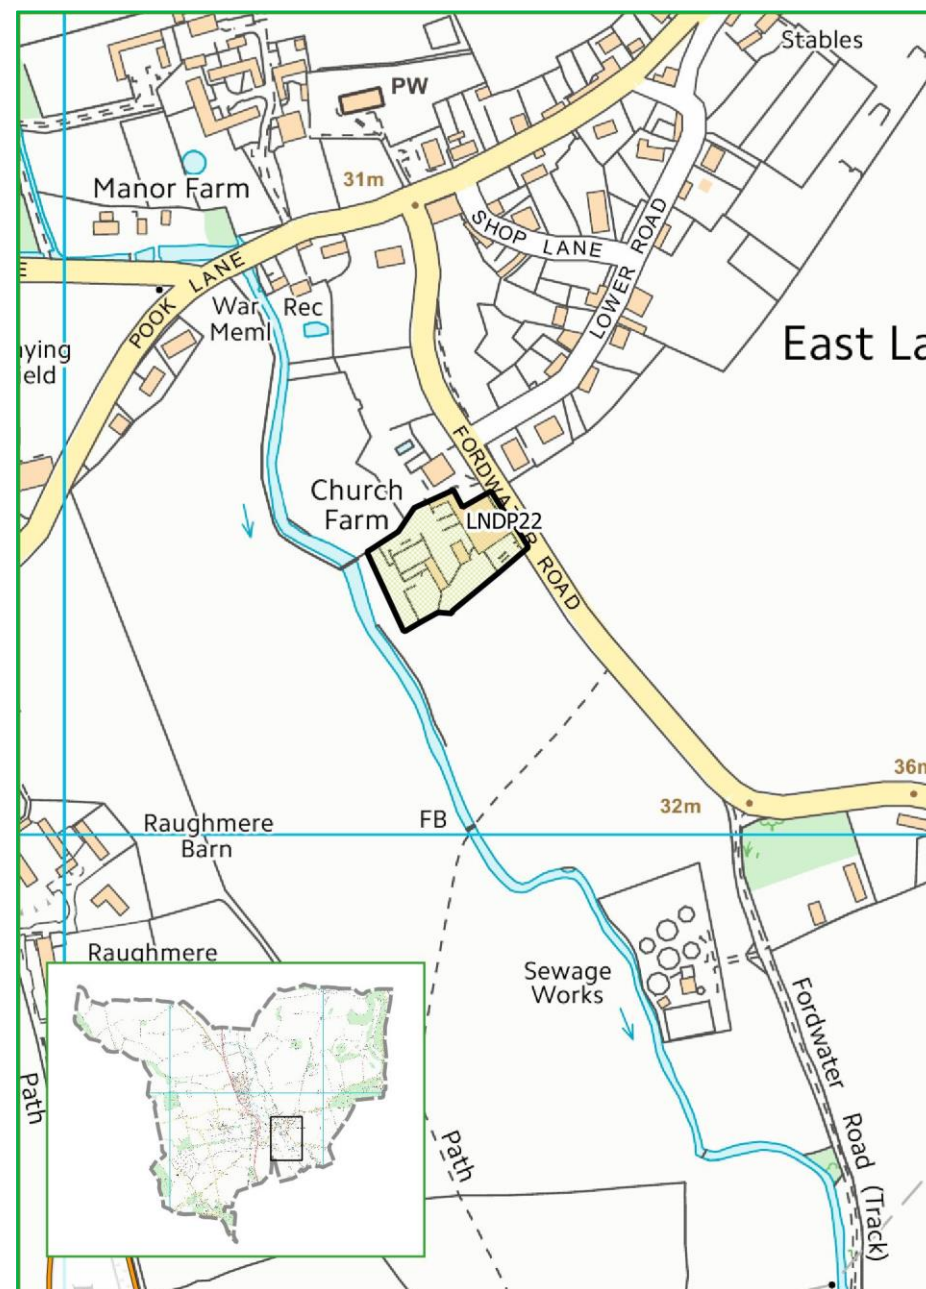 Stables
PW
31m
Manor Farm
SHOP LANE
LOWER ROAD
POOK LANE
War
Meml
Rec
East La
aying
eld
E
FORDWATER ROAD
Church
Farm
LNDP22
36m
32m
FB
Raughmere
Barn
Raughmere
Sewage
Works
Fordwater
Road (Track)
Path
Path